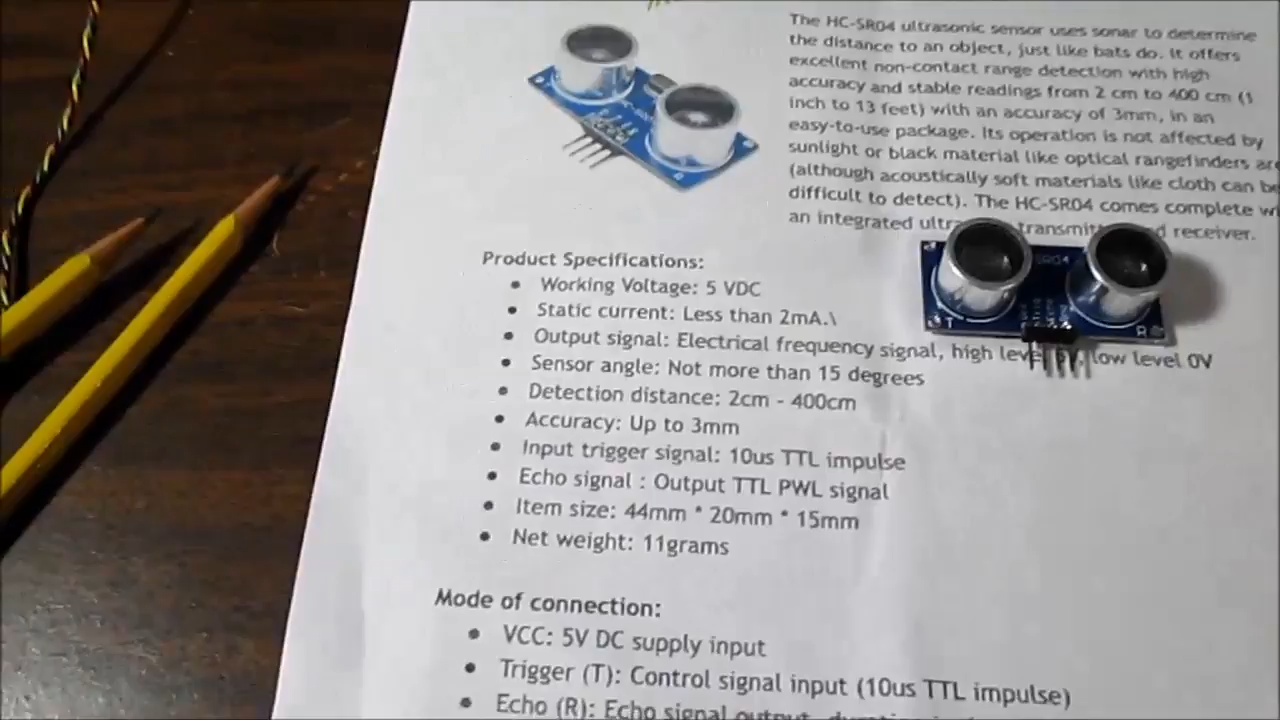 The HC-SR04 ultrasonic sensor uses sonar to determine
the distance to an object, just like bats do. It offers
excellent non-contact range detection with high
accuracy and stable readings from 2 cm to 400 cm (1
inch to 13 feet) with an accuracy of 3mm, in an
easy-to-use package. Its operation is not affected by
sunlight or black material like optical rangefinders are
(although acoustically soft materials like cloth can be
difficult to detect). The HC-SR04 comes complete
an integrated receiver.
SR04
T
R
Product Specifications:
• Working Voltage: 5 VDC
• Static current: Less than 2mA.\
• Output signal: Electrical frequency signal, high level 5V, low level 0V
• Sensor angle: Not more than 15 degrees
• Detection distance: 2cm - 400cm
• Accuracy: Up to 3mm
• Input trigger signal: 10us TTL impulse
• Echo signal : Output TTL PWL signal
• Item size: 44mm * 20mm * 15mm
• Net weight: 11grams
Mode of connection:
• VCC: 5V DC supply input
• Trigger (T): Control signal input (10us TTL impulse)
• Echo (R): Echo signal output,